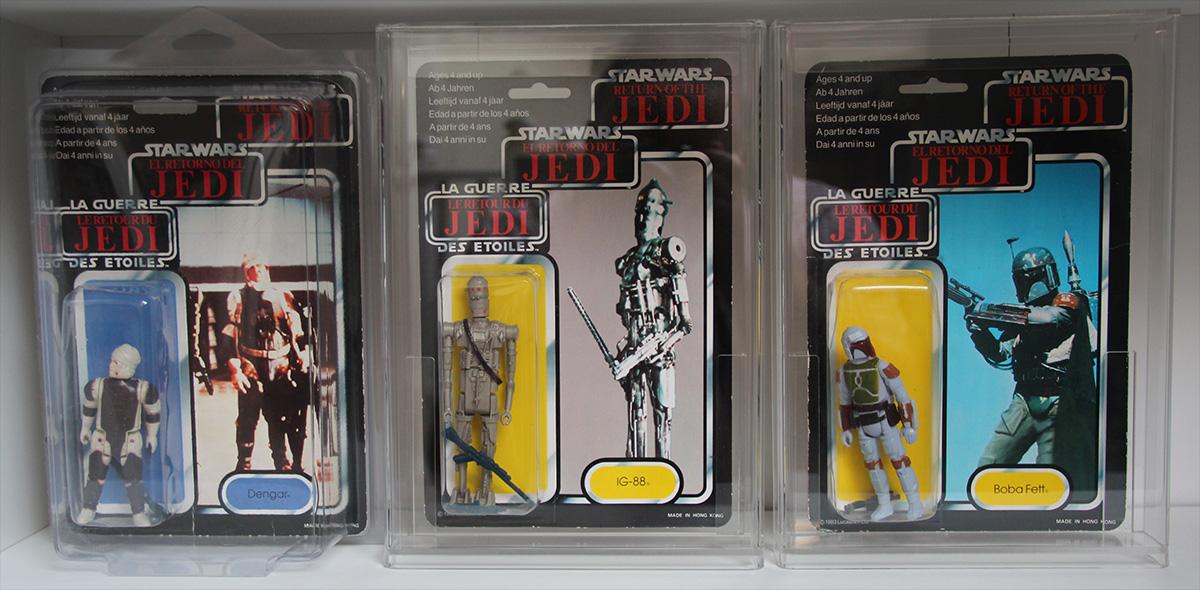 4 Jahren
Leeftijd vanaf 4 jaar
Edad a partir de los 4 años
A partir de 4 ans
Dai 4 anni in su
STAR WARS
RETURN OF THE
JEDI
STAR WARS
EL RETORNO DEL
JEDI
LA GUERRE
LE RETOUR DU
JEDI
DES ETOILES
Dengar
Ages 4 and up
Ab 4 Jahren
Leeftijd vanaf 4 jaar
Edad a partir de los 4 años
A partir de 4 ans
Dai 4 anni in su
STAR WARS
RETURN OF THE
JEDI
STAR WARS
EL RETORNO DEL
JEDI
LA GUERRE
LE RETOUR DU
JEDI
DES ETOILES™
IG-88®
MADE IN HONG KONG
Ages 4 and up
Ab 4 Jahren
Leeftijd vanaf 4 jaar
Edad a partir de los 4 años
A partir de 4 ans
Dai 4 anni in su
STAR WARS
RETURN OF THE
JEDI
STAR WARS
EL RETORNO DEL
JEDI
LA GUERRE
LE RETOUR DU
JEDI
DES ETOILES™
Boba Fett
© 1983 Lucasfilm Ltd
MADE IN HONG KONG